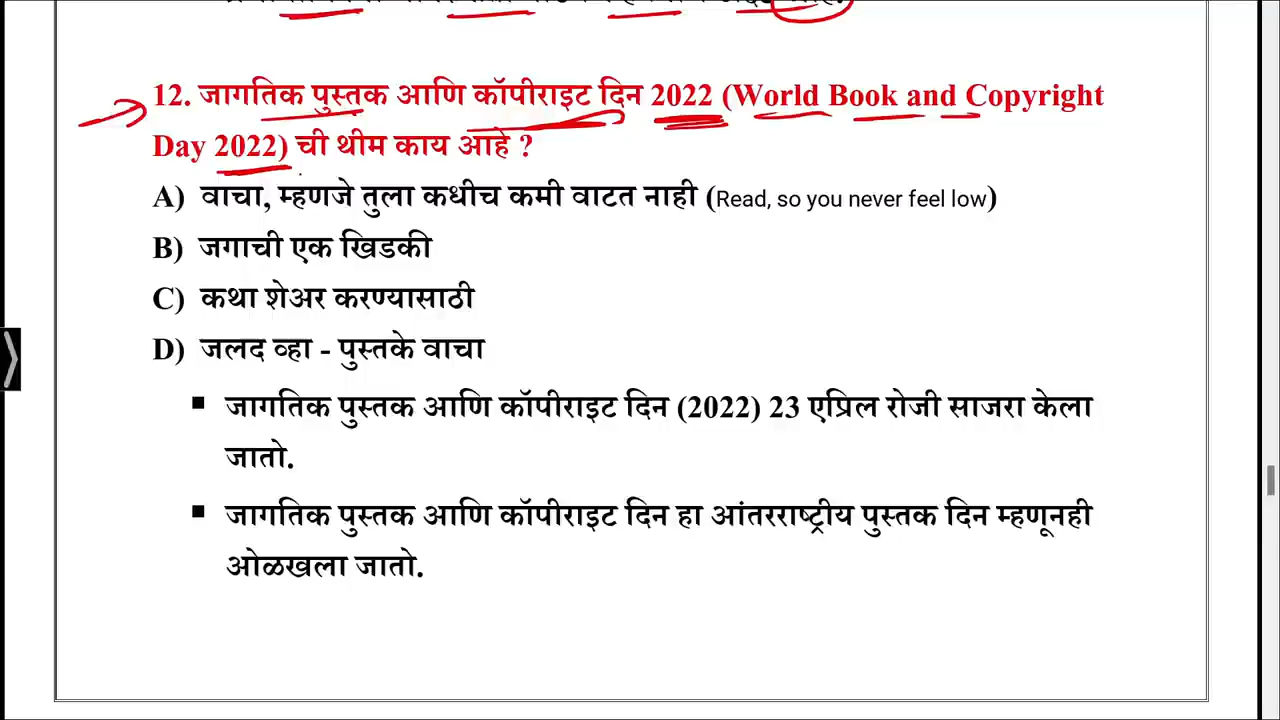 12. जागतिक पुस्तक आणि कॉपीराइट दिन 2022 (World Book and Copyright
Day 2022) ची थीम काय आहे ?
A) वाचा, म्हणजे तुला कधीच कमी वाटत नाही (Read, so you never feel low)
B) जगाची एक खिडकी
C) कथा शेअर करण्यासाठी
D) जलद व्हा - पुस्तके वाचा
▪ जागतिक पुस्तक आणि कॉपीराइट दिन (2022) 23 एप्रिल रोजी साजरा केला
जातो.
▪ जागतिक पुस्तक आणि कॉपीराइट दिन हा आंतरराष्ट्रीय पुस्तक दिन म्हणूनही
ओळखला जातो.